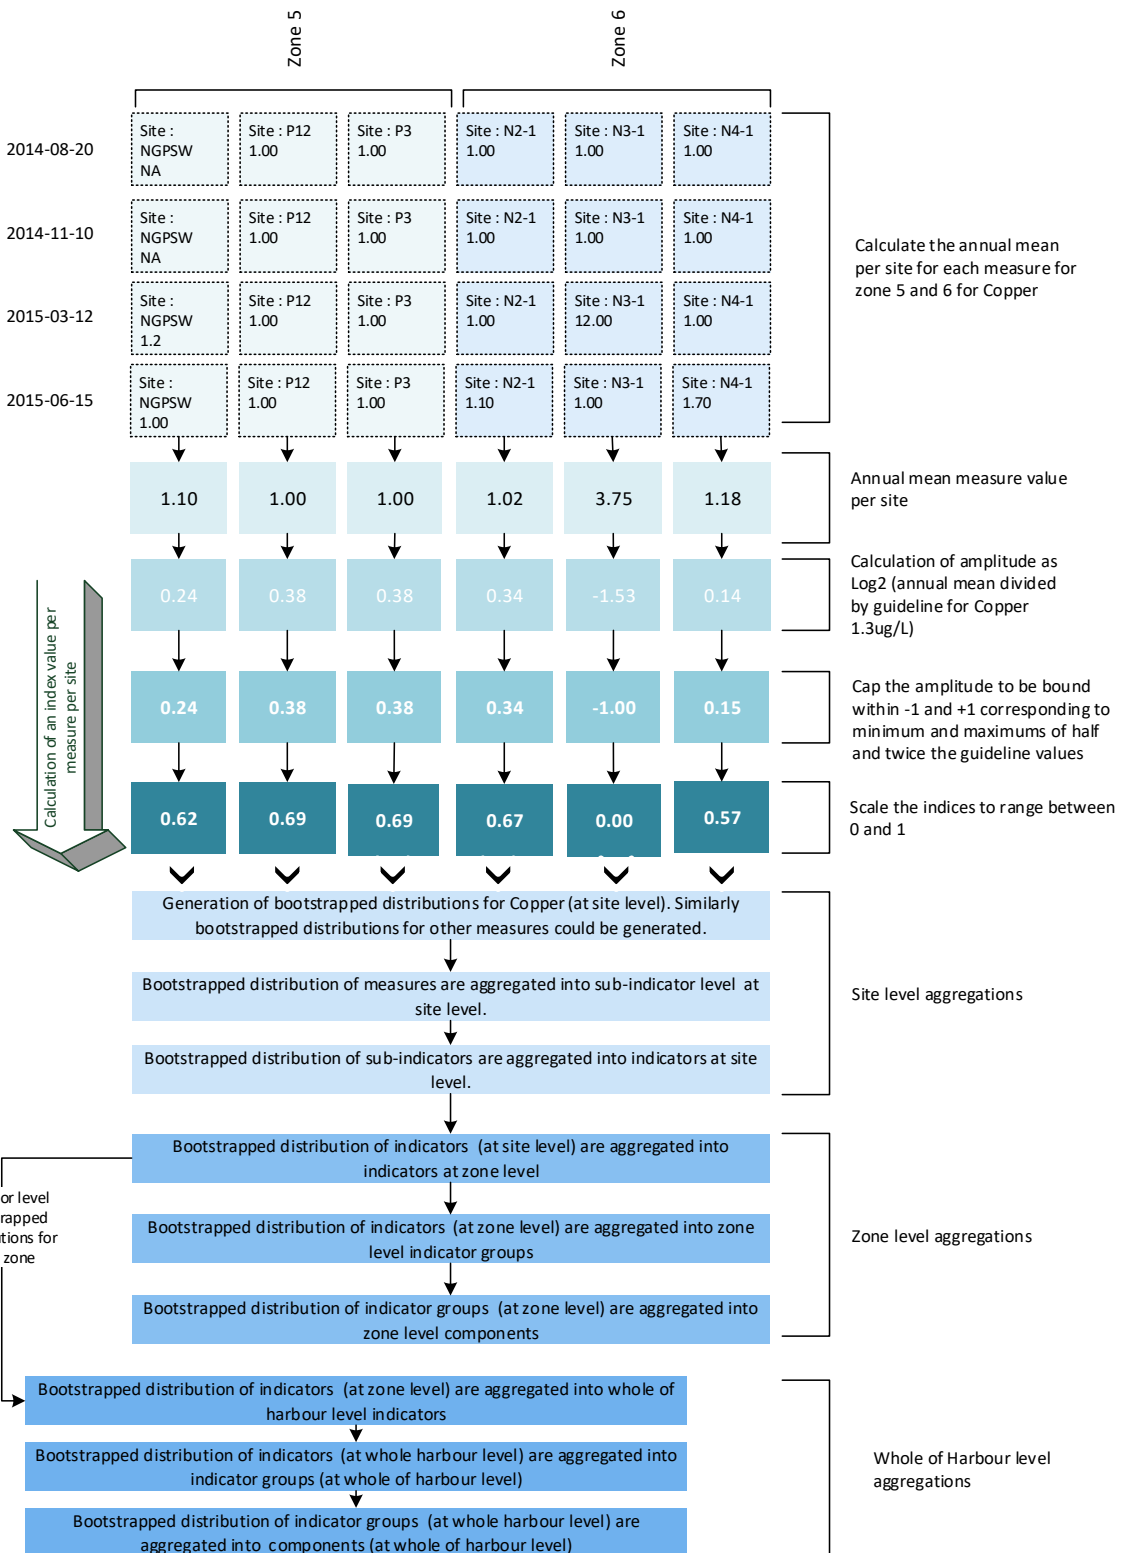 Zone 5
Zone 6
2014-08-20
Site :
NGPSW
NA
Site : P12
1.00
Site : P3
1.00
Site : N2-1
1.00
Site : N3-1
1.00
Site : N4-1
1.00
2014-11-10
Site :
NGPSW
NA
Site : P12
1.00
Site : P3
1.00
Site : N2-1
1.00
Site : N3-1
1.00
Site : N4-1
1.00
2015-03-12
Site :
NGPSW
1.2
Site : P12
1.00
Site : P3
1.00
Site : N2-1
1.00
Site : N3-1
12.00
Site : N4-1
1.00
2015-06-15
Site :
NGPSW
1.00
Site : P12
1.00
Site : P3
1.00
Site : N2-1
1.10
Site : N3-1
1.00
Site : N4-1
1.70
Calculate the annual mean
per site for each measure for
zone 5 and 6 for Copper
1.10
1.00
1.00
1.02
3.75
1.18
Annual mean measure value
per site
0.24
0.38
0.38
0.34
-1.53
0.14
Calculation of amplitude as
Log2 (annual mean divided
by guideline for Copper
1.3ug/L)
Calculation of an index value per
measure per site
0.24
0.38
0.38
0.34
-1.00
0.15
Cap the amplitude to be bound
within -1 and +1 corresponding to
minimum and maximums of half
and twice the guideline values
0.62
0.69
0.69
0.67
0.00
0.57
Scale the indices to range between
0 and 1
Generation of bootstrapped distributions for Copper (at site level). Similarly
bootstrapped distributions for other measures could be generated.
Bootstrapped distribution of measures are aggregated into sub-indicator level at
site level.
Bootstrapped distribution of sub-indicators are aggregated into indicators at site
level.
Site level aggregations
Bootstrapped distribution of indicators (at site level) are aggregated into
indicators at zone level
Bootstrapped distribution of indicators (at zone level) are aggregated into zone
level indicator groups
Bootstrapped distribution of indicator groups (at zone level) are aggregated into
zone level components
Zone level aggregations
or level
rapped
tions for
zone
Bootstrapped distribution of indicators (at zone level) are aggregated into whole of
harbour level indicators
Bootstrapped distribution of indicators (at whole harbour level) are aggregated into
indicator groups (at whole of harbour level)
Bootstrapped distribution of indicator groups (at whole harbour level) are
aggregated into components (at whole of harbour level)
Whole of Harbour level
aggregations